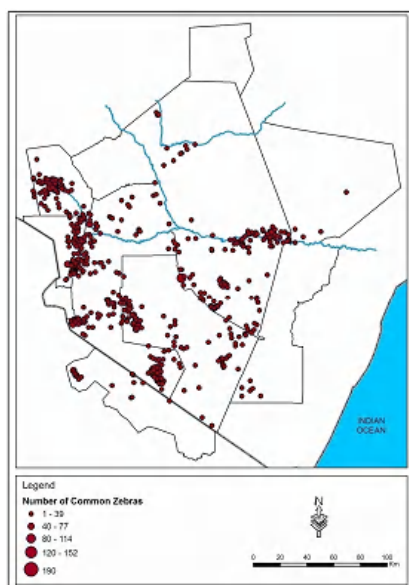 INDIAN
OCEAN
Legend
Number of Common Zebras
1 - 39
40 - 77
80 - 114
120 - 152
190
N
0 20 40 60 80 100
Km